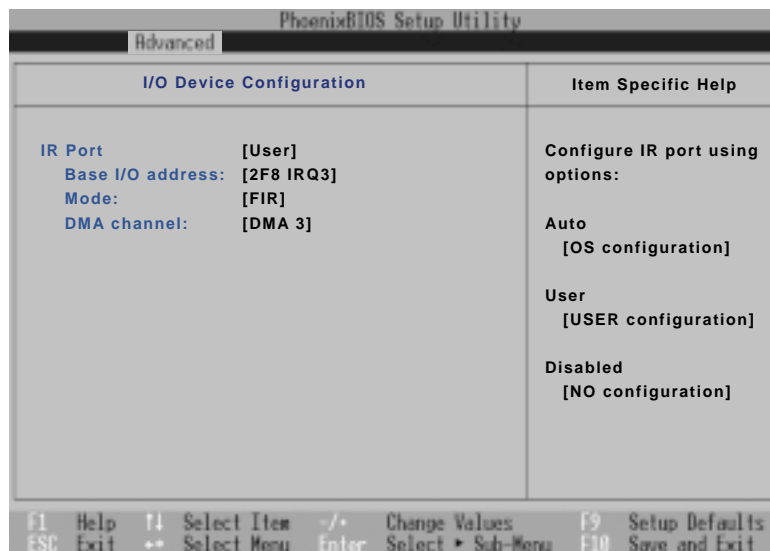 PhoenixBIOS Setup Utility
Advanced
I/O Device Configuration
Item Specific Help
IR Port [User]
Base I/O address: [2F8 IRQ3]
Mode: [FIR]
DMA channel: [DMA 3]
Configure IR port using
options:
Auto
[OS configuration]
User
[USER configuration]
Disabled
[NO configuration]
F1 Help ↑↓ Select Item -/+ Change Values F9 Setup Defaults
ESC Exit ↔ Select Menu Enter Select ▶ Sub-Menu F10 Save and Exit